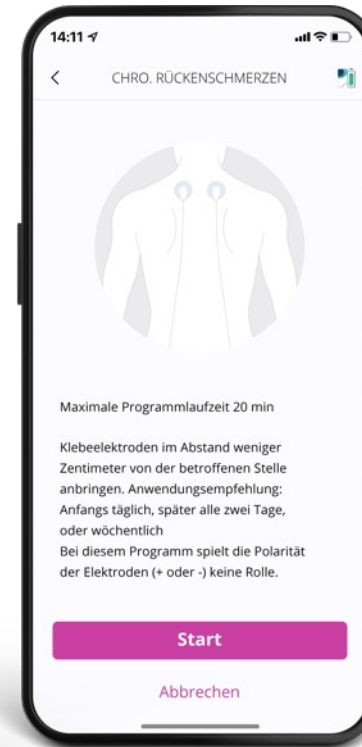 14:11
CHRO. RÜCKENSCHMERZEN
Maximale Programmlaufzeit 20 min
Klebeelektroden im Abstand weniger
Zentimeter von der betroffenen Stelle
anbringen. Anwendungsempfehlung:
Anfangs täglich, später alle zwei Tage,
oder wöchentlich
Bei diesem Programm spielt die Polarität
der Elektroden (+ oder -) keine Rolle.
Start
Abbrechen